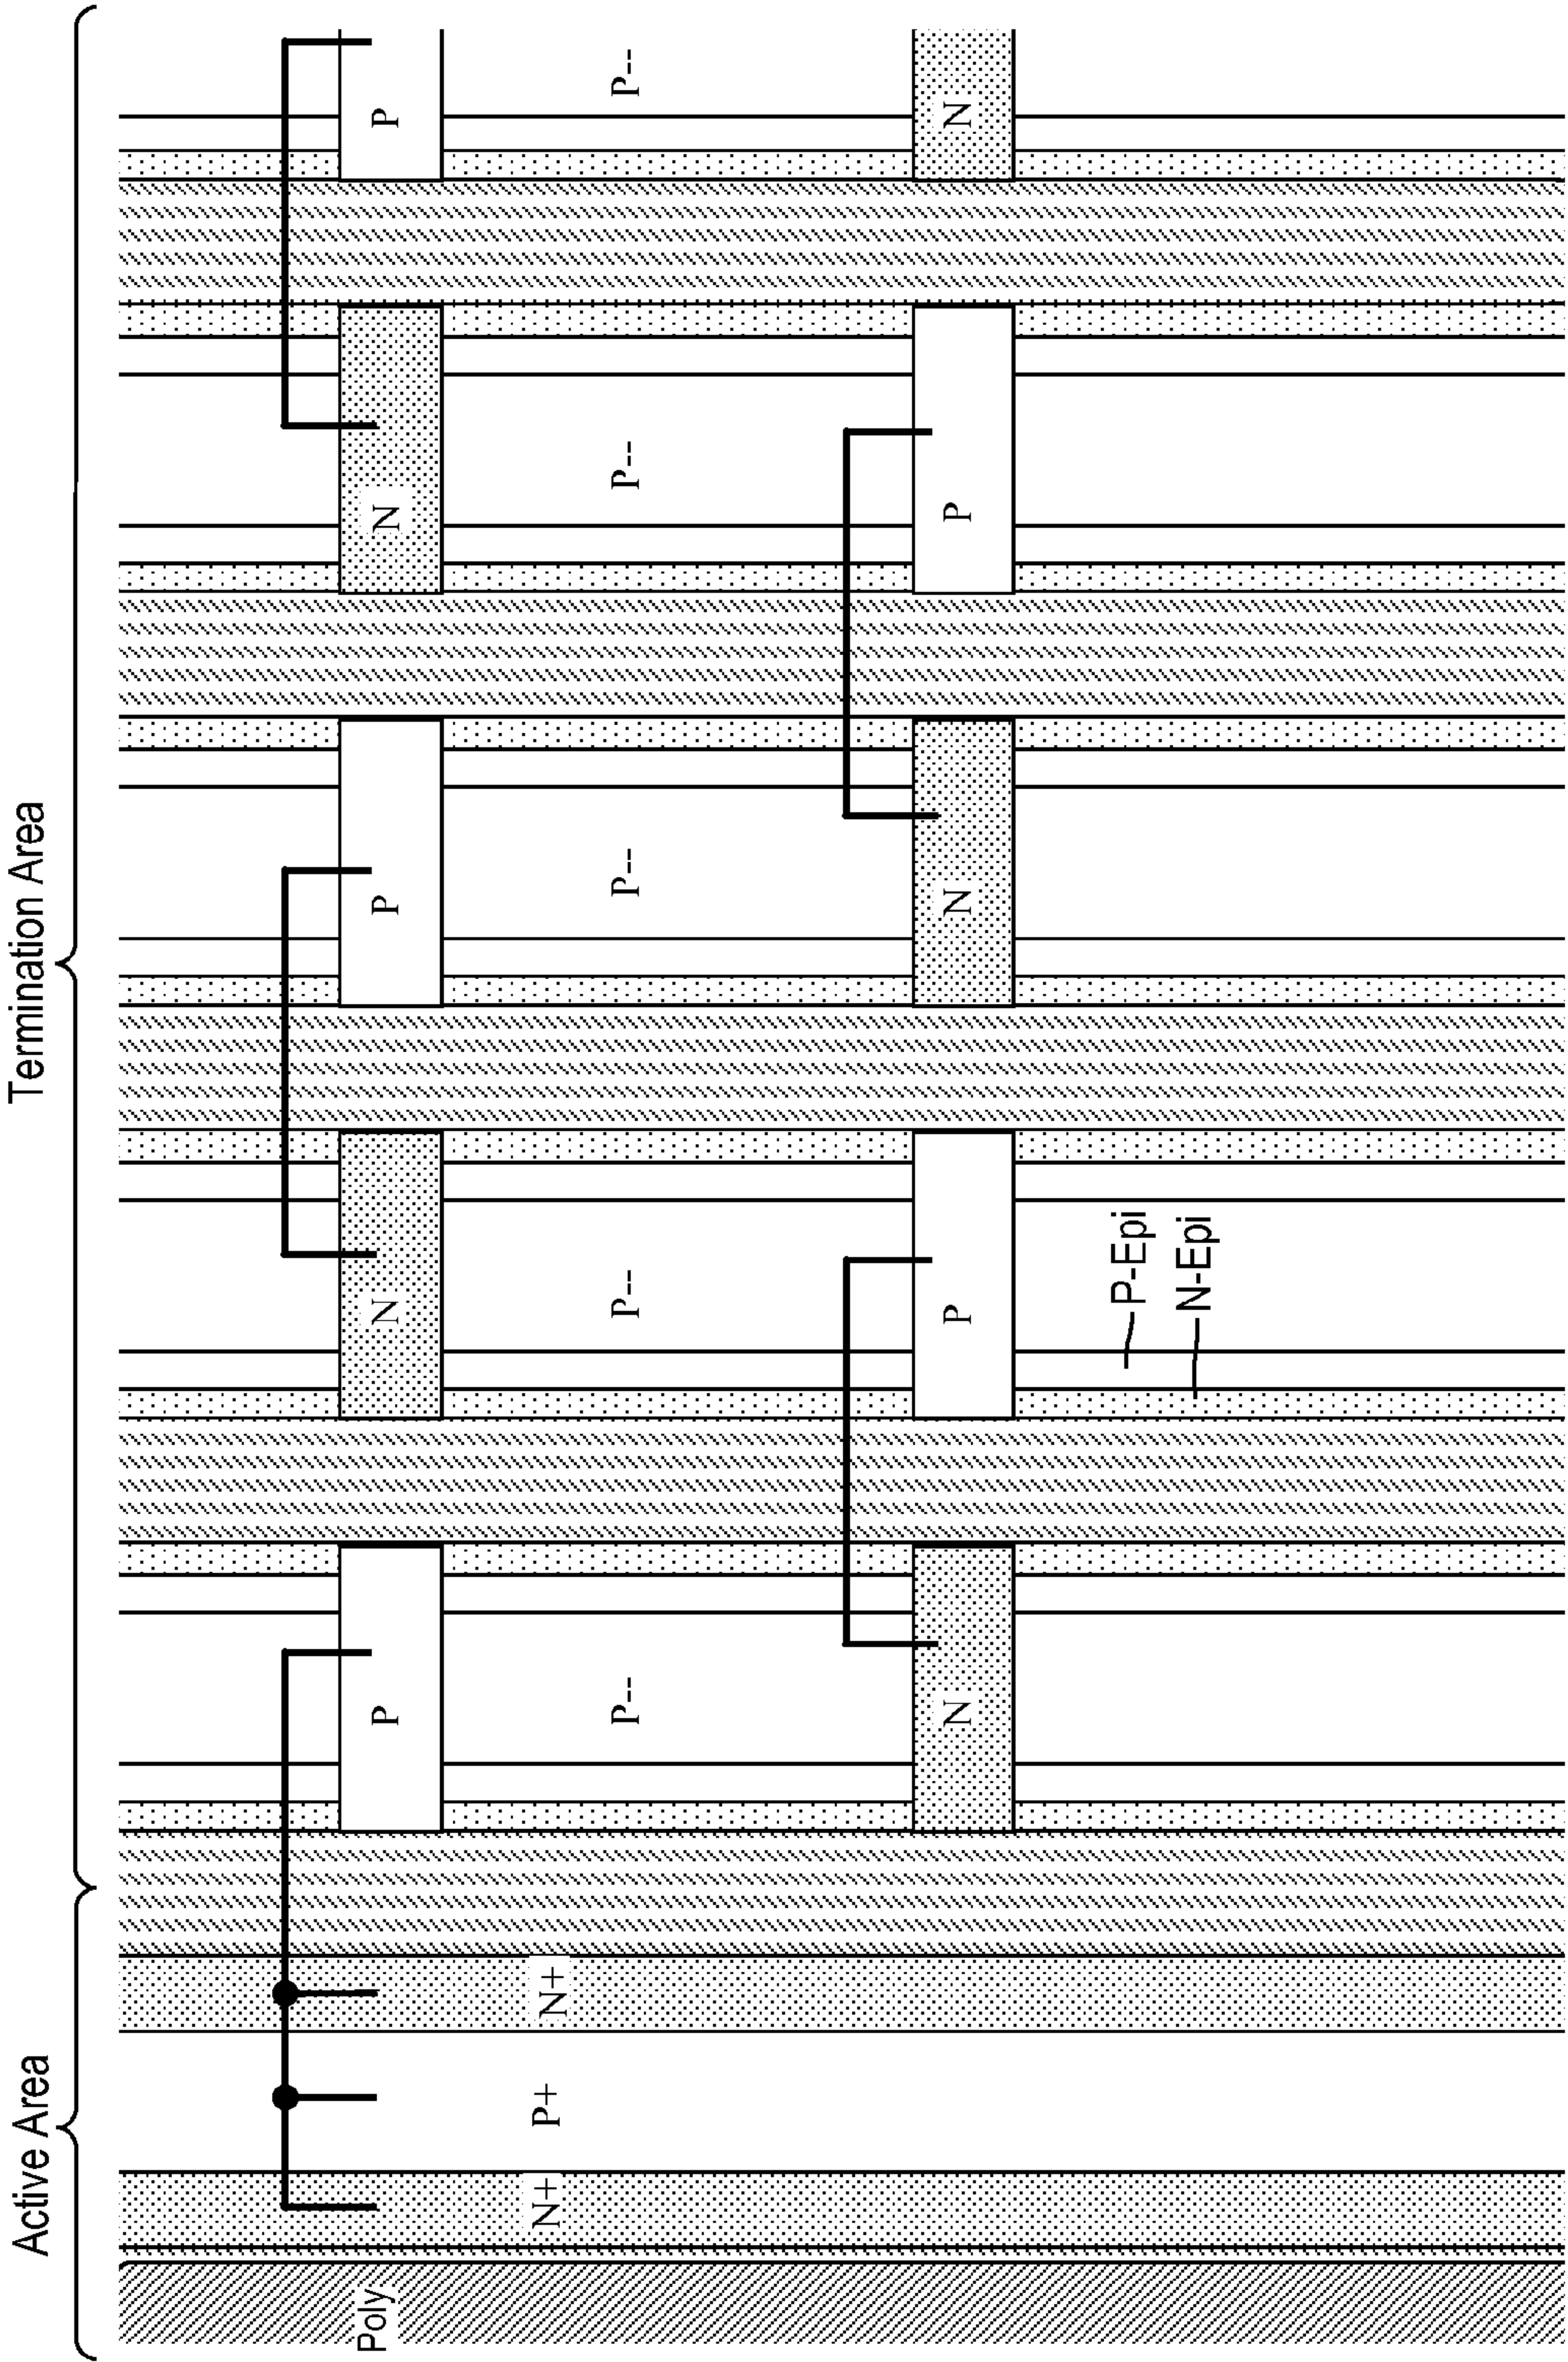 Active Area
Termination Area
Poly
P
N
P
N
P
N+
P+
N+
P--
P--
P--
P--
P--
N
P
N
P
N
P-Epi
N-Epi